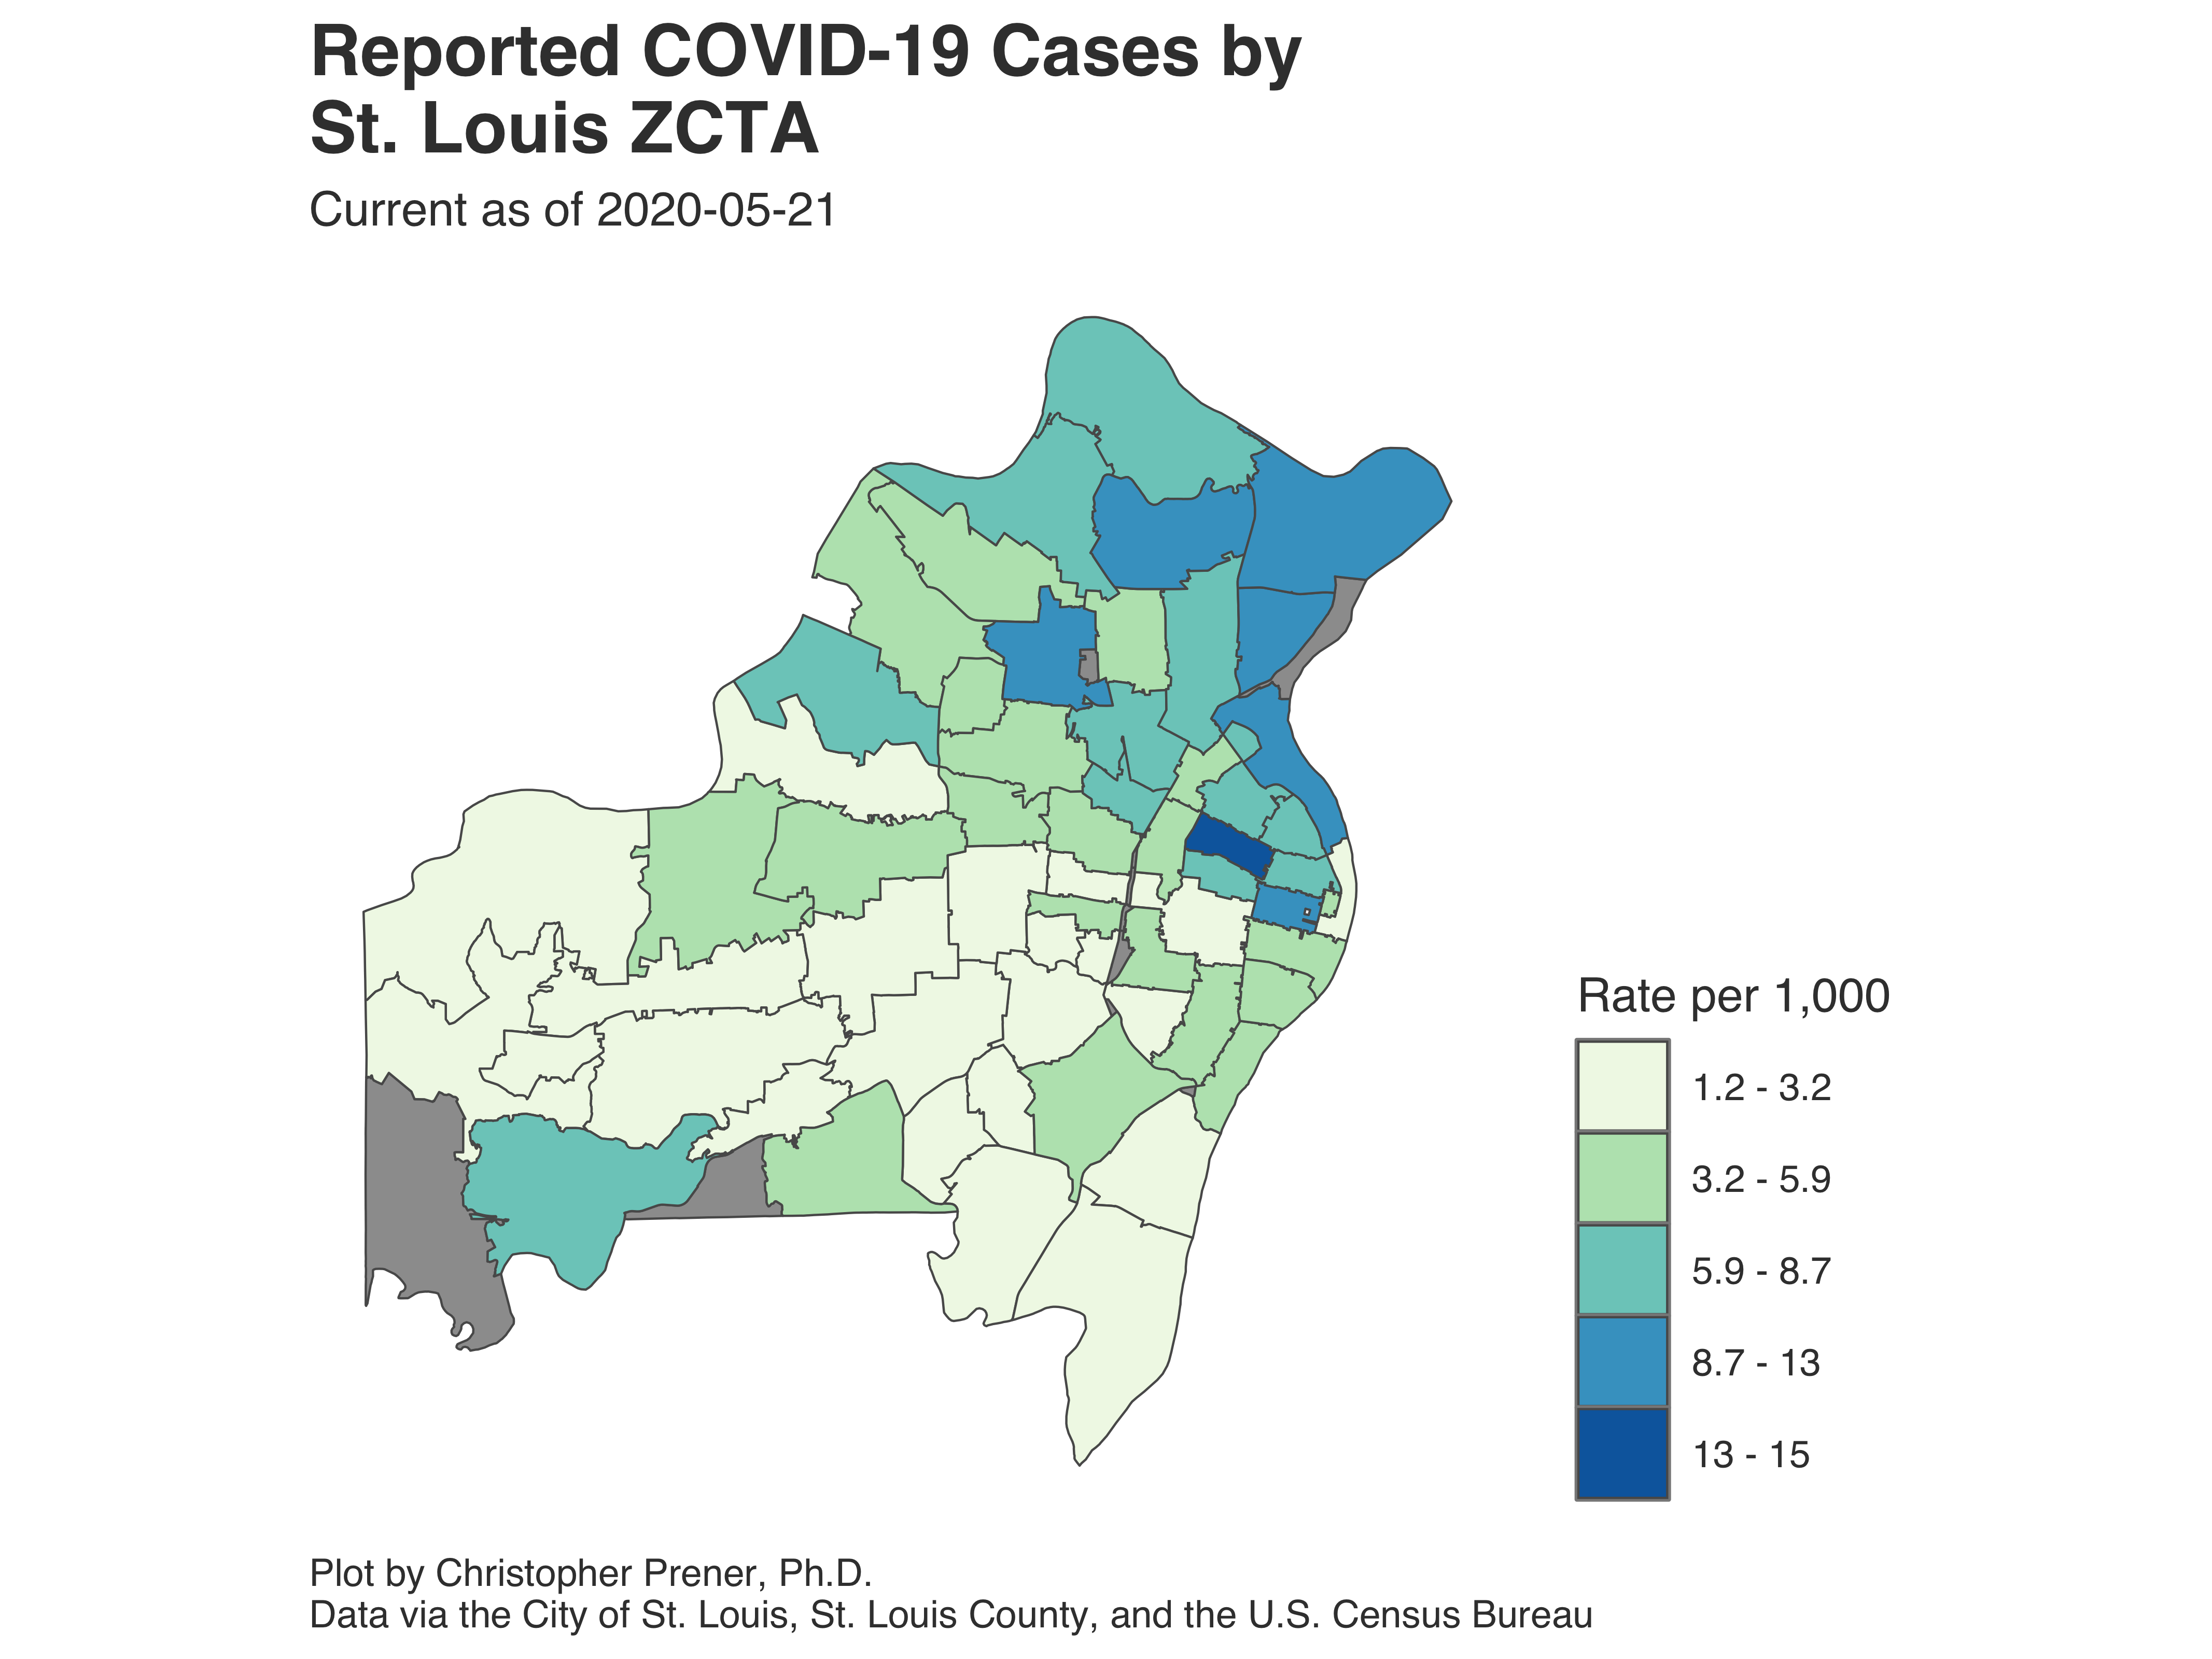 Reported COVID-19 Cases by
St. Louis ZCTA
Current as of 2020-05-21
Rate per 1,000
1.2 - 3.2
3.2 - 5.9
5.9 - 8.7
8.7 - 13
13 - 15
Plot by Christopher Prener, Ph.D.
Data via the City of St. Louis, St. Louis County, and the U.S. Census Bureau